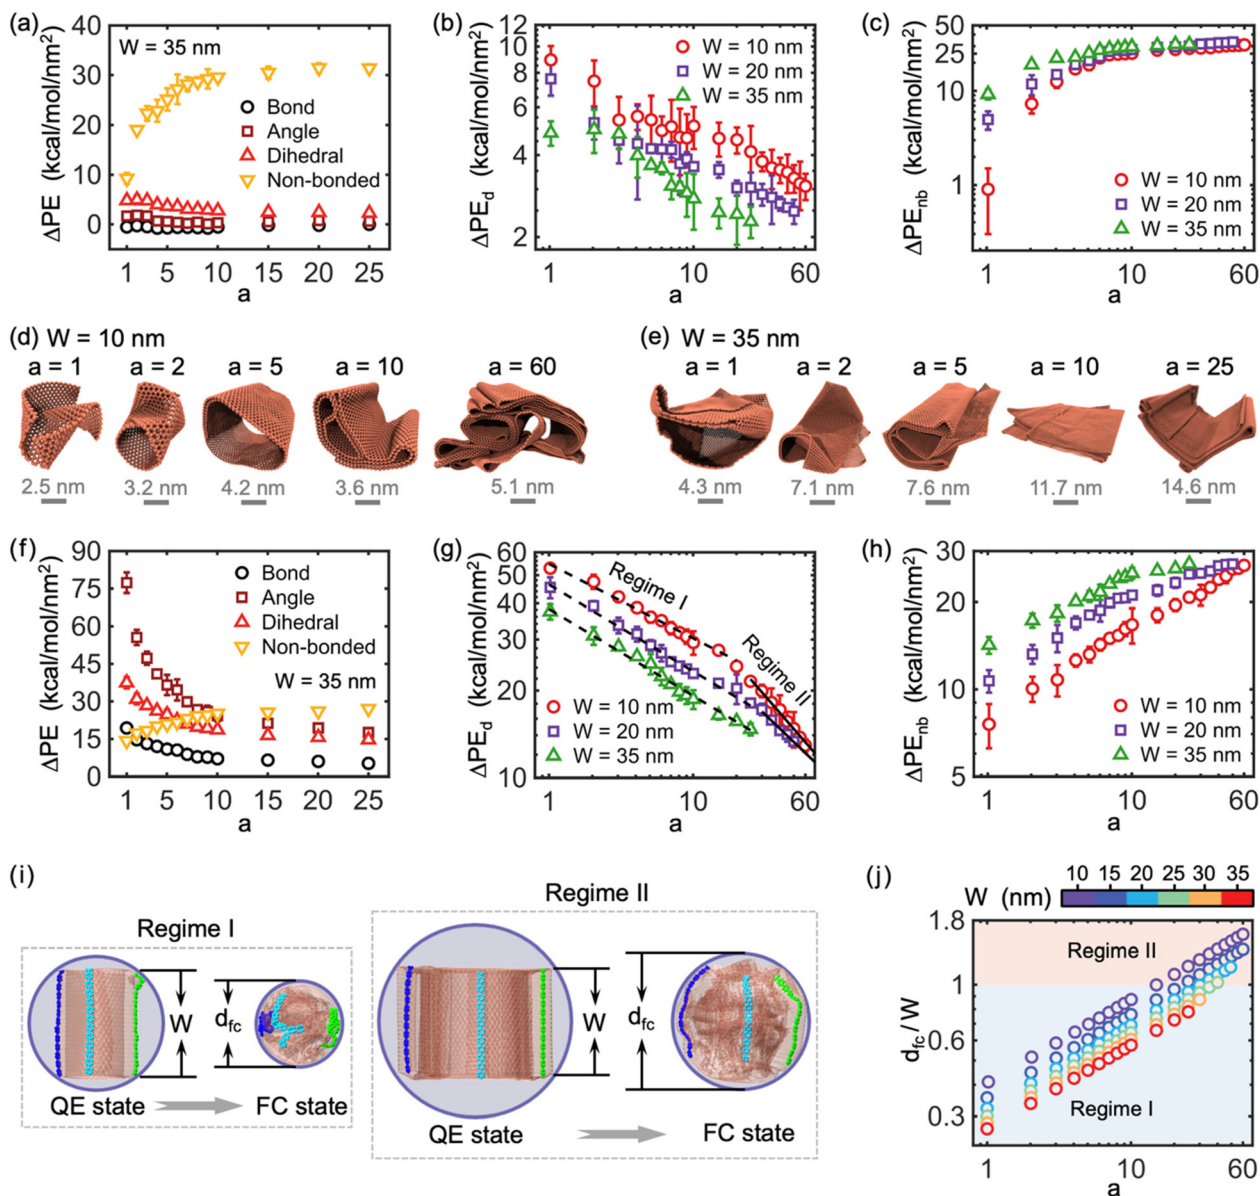 (a)
W = 35 nm
ΔPE (kcal/mol/nm²)
40
30
20
10
0
Bond
Angle
Dihedral
Non-bonded
1 5 10 15 20 25
a
(b)
ΔPE_d (kcal/mol/nm²)
12
10
8
6
4
2
W = 10 nm
W = 20 nm
W = 35 nm
1 10 60
a
(c)
ΔPE_nb (kcal/mol/nm²)
50
25
10
1
W = 10 nm
W = 20 nm
W = 35 nm
1 10 60
a
(d) W = 10 nm
a = 1 a = 2 a = 5 a = 10 a = 60
2.5 nm 3.2 nm 4.2 nm 3.6 nm 5.1 nm
(e) W = 35 nm
a = 1 a = 2 a = 5 a = 10 a = 25
4.3 nm 7.1 nm 7.6 nm 11.7 nm 14.6 nm
(f)
ΔPE (kcal/mol/nm²)
90
75
60
45
30
15
0
Bond
Angle
Dihedral
Non-bonded
W = 35 nm
1 5 10 15 20 25
a
(g)
ΔPE_d (kcal/mol/nm²)
60
50
40
30
20
10
Regime I
Regime II
W = 10 nm
W = 20 nm
W = 35 nm
1 10 60
a
(h)
ΔPE_nb (kcal/mol/nm²)
30
20
10
5
W = 10 nm
W = 20 nm
W = 35 nm
1 10 60
a
(i)
Regime I
W
d_fc
QE state
FC state
Regime II
W
d_fc
QE state
FC state
(j)
W (nm)
10 15 20 25 30 35
d_fc / W
1.8
1
0.6
0.3
Regime II
Regime I
1 10 60
a